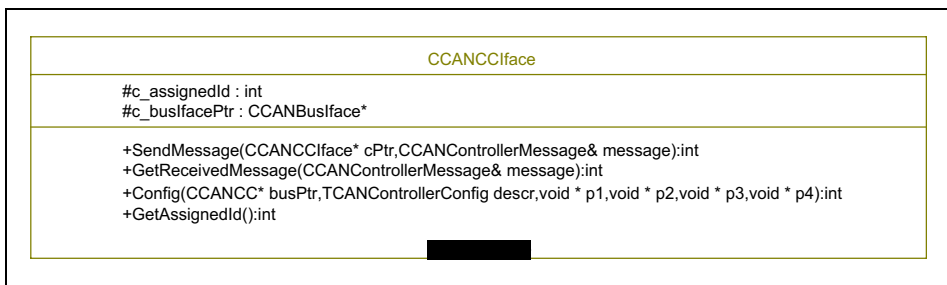 CCANCCIface
#c_assignedId : int
#c_busIfacePtr : CCANBusIface*
+SendMessage(CCANCCIface* cPtr,CCANControllerMessage& message):int
+GetReceivedMessage(CCANControllerMessage& message):int
+Config(CCANCC* busPtr,TCANControllerConfig descr,void * p1,void * p2,void * p3,void * p4):int
+GetAssignedId():int